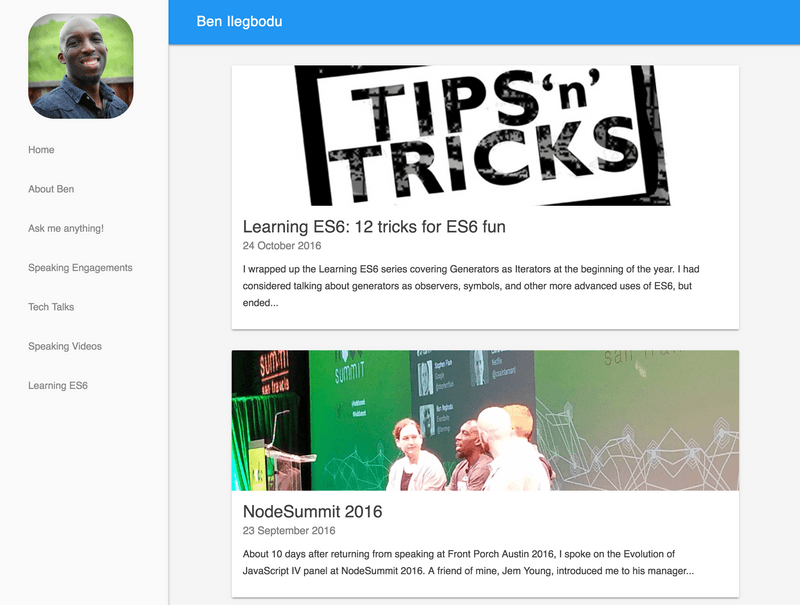 Ben Ilegbodu
Home
About Ben
Ask me anything!
Speaking Engagements
Tech Talks
Speaking Videos
Learning ES6
TIPS‘n’
TRICKS
Learning ES6: 12 tricks for ES6 fun
24 October 2016
I wrapped up the Learning ES6 series covering Generators as Iterators at the beginning of the year. I had
considered talking about generators as observers, symbols, and other more advanced uses of ES6, but
ended...
summit
SUMMIT
Stephen Fluin
Google
NodeSummit 2016
23 September 2016
About 10 days after returning from speaking at Front Porch Austin 2016, I spoke on the Evolution of
JavaScript IV panel at NodeSummit 2016. A friend of mine, Jem Young, introduced me to his manager...